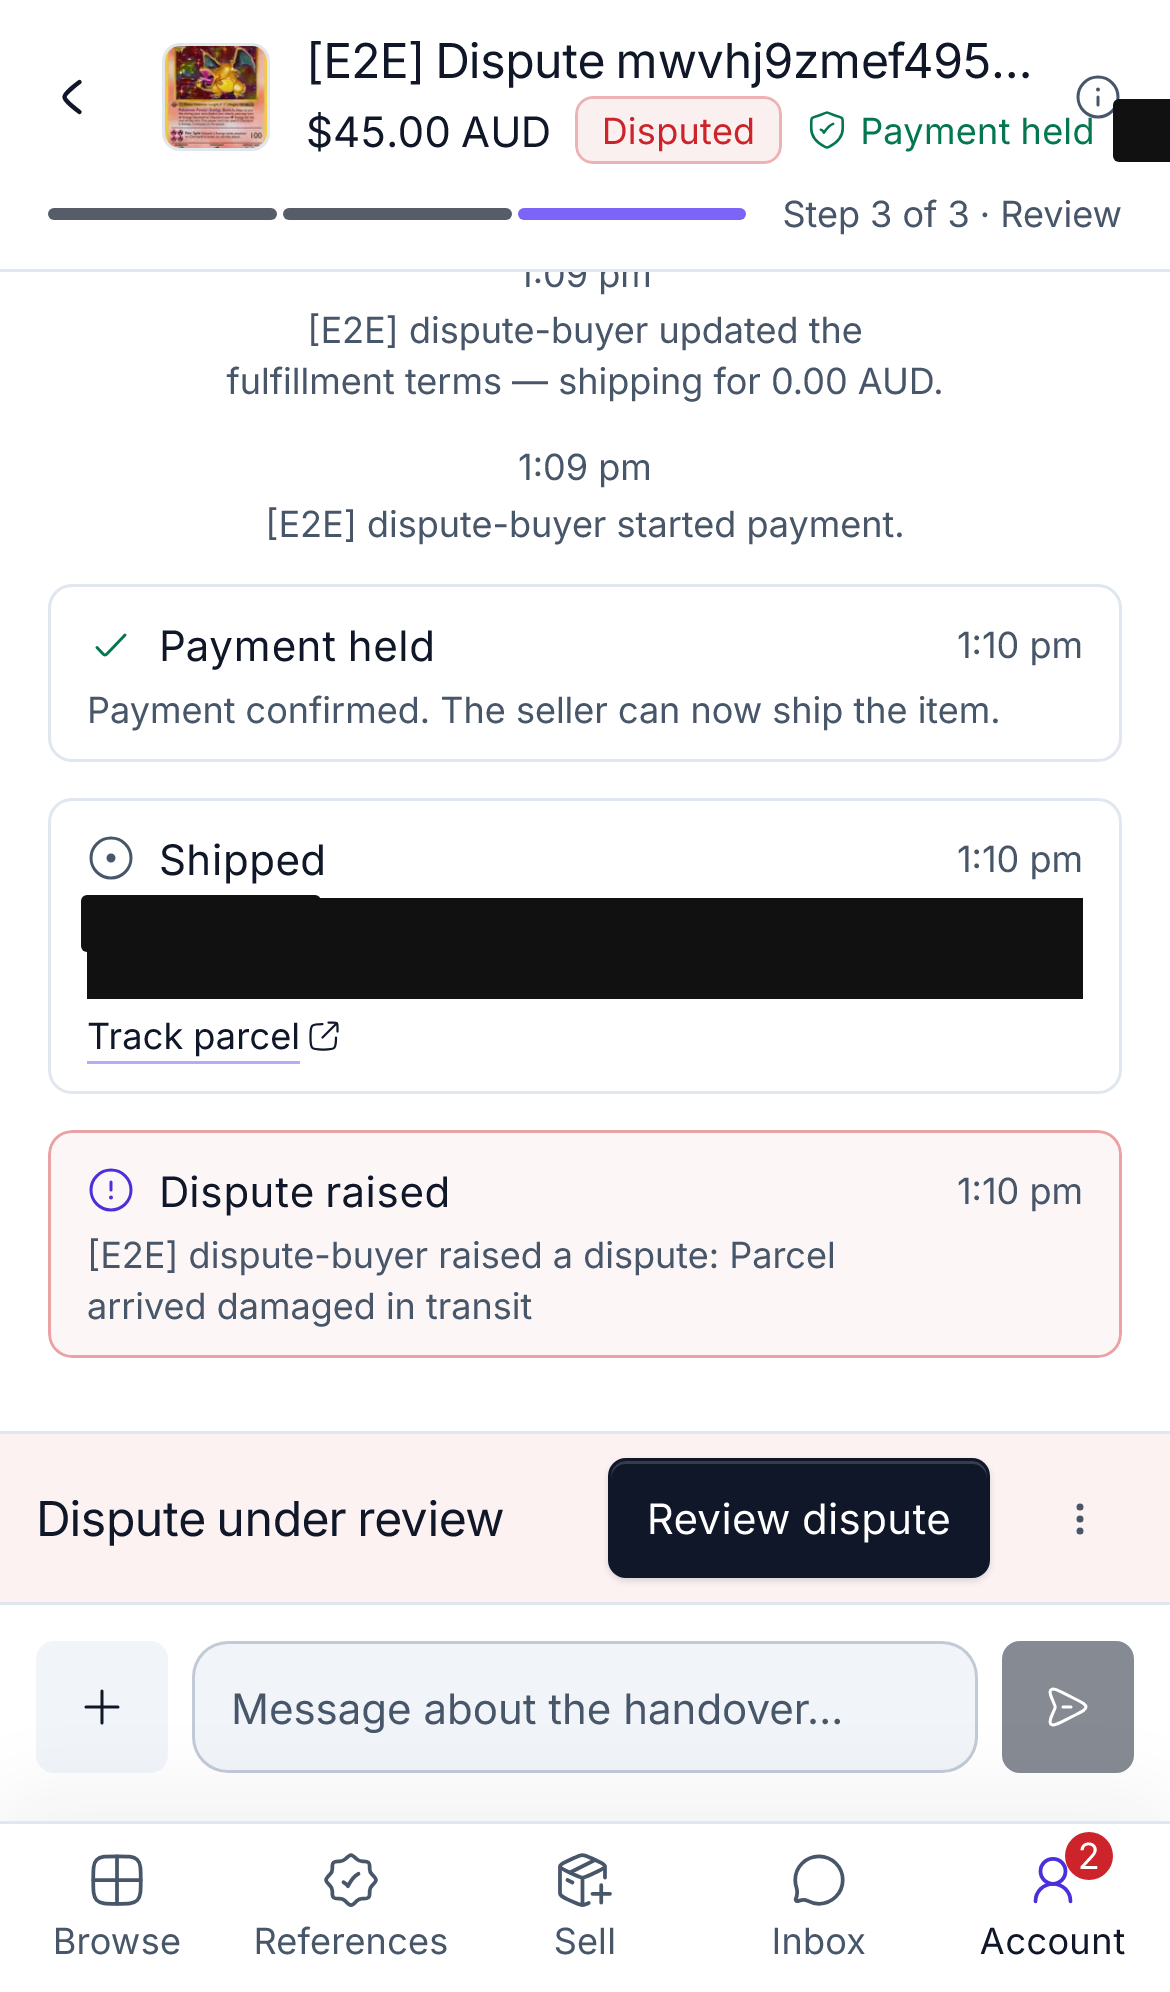 [E2E] Dispute mwvhj9zmef495...
$45.00 AUD Disputed Payment held
Step 3 of 3 · Review
1:09 pm
[E2E] dispute-buyer updated the
fulfillment terms — shipping for 0.00 AUD.
1:09 pm
[E2E] dispute-buyer started payment.
Payment held 1:10 pm
Payment confirmed. The seller can now ship the item.
Shipped 1:10 pm
Track parcel
Dispute raised 1:10 pm
[E2E] dispute-buyer raised a dispute: Parcel
arrived damaged in transit
Dispute under review Review dispute
Message about the handover...
2
Browse References Sell Inbox Account